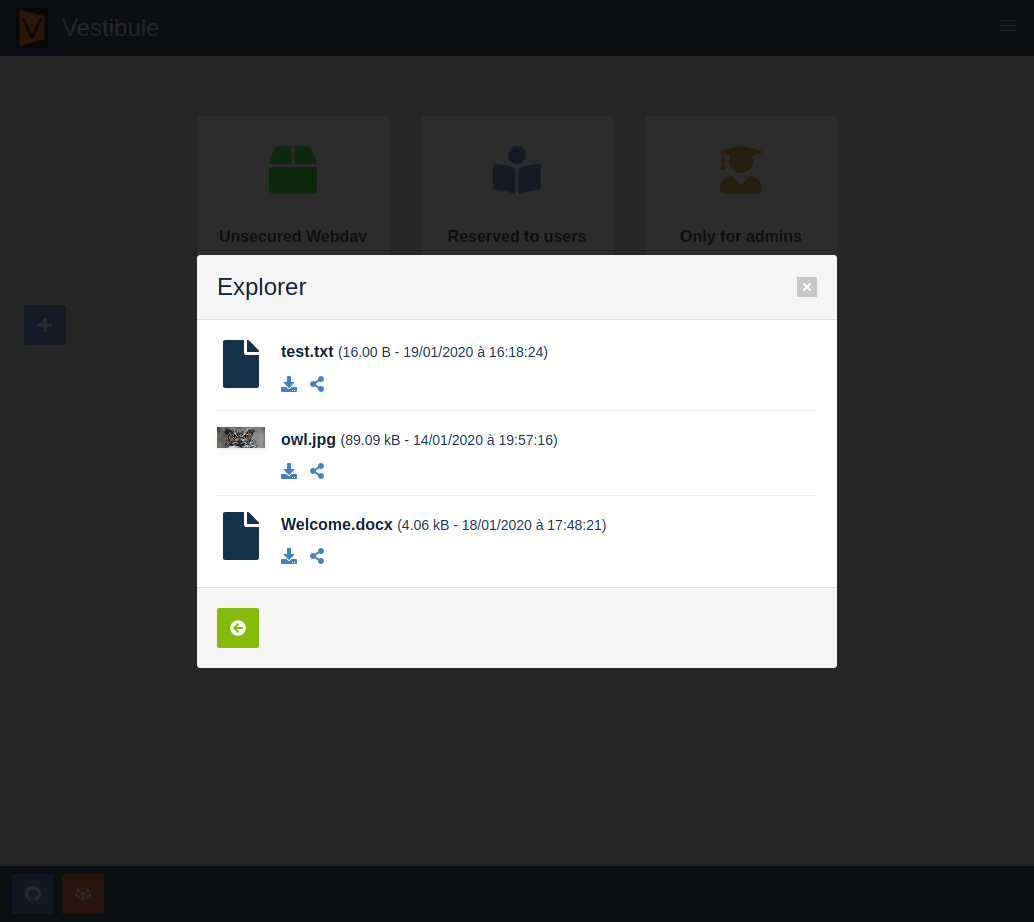 Vestibule
Unsecured Webdav
Reserved to users
Only for admins
Explorer
test.txt (16.00 B - 19/01/2020 à 16:18:24)
owl.jpg (89.09 kB - 14/01/2020 à 19:57:16)
Welcome.docx (4.06 kB - 18/01/2020 à 17:48:21)